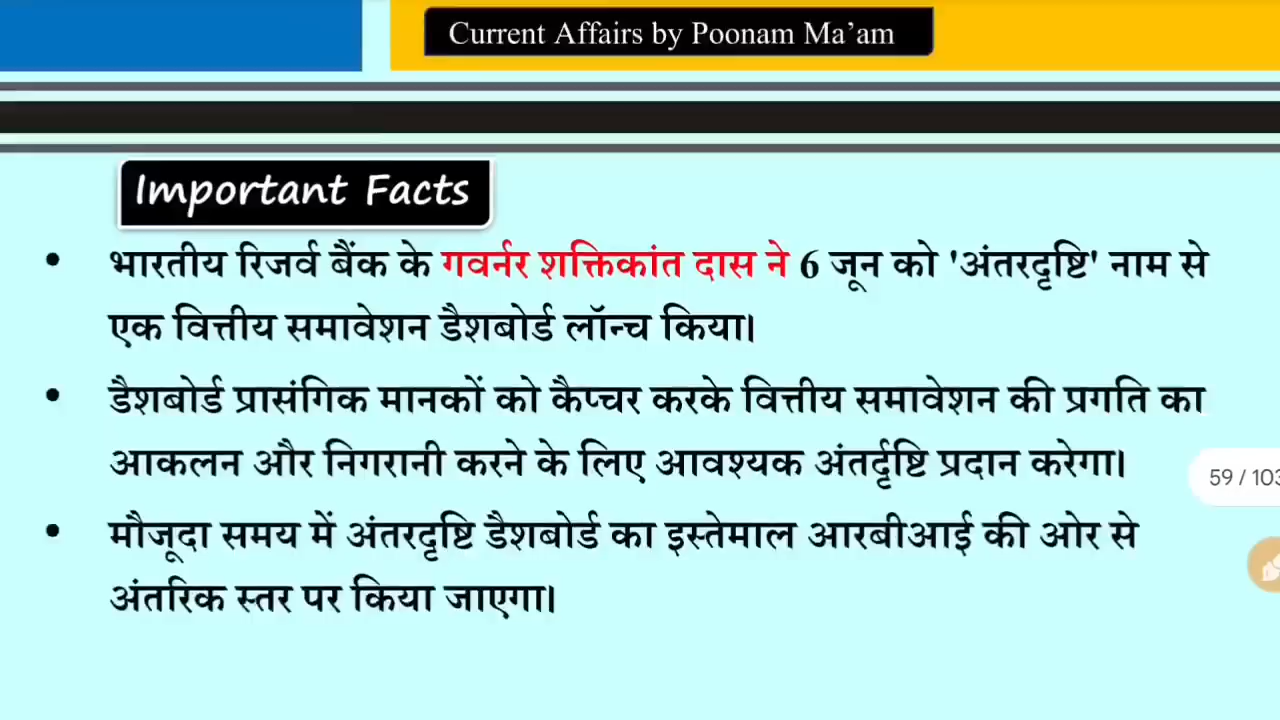 Current Affairs by Poonam Ma’am
Important Facts
• भारतीय रिजर्व बैंक के गवर्नर शक्तिकांत दास ने 6 जून को 'अंतरदृष्टि' नाम से
एक वित्तीय समावेशन डैशबोर्ड लॉन्च किया।
• डैशबोर्ड प्रासंगिक मानकों को कैप्चर करके वित्तीय समावेशन की प्रगति का
आकलन और निगरानी करने के लिए आवश्यक अंतर्दृष्टि प्रदान करेगा।
59 / 103
• मौजूदा समय में अंतरदृष्टि डैशबोर्ड का इस्तेमाल आरबीआई की ओर से
अंतरिक स्तर पर किया जाएगा।